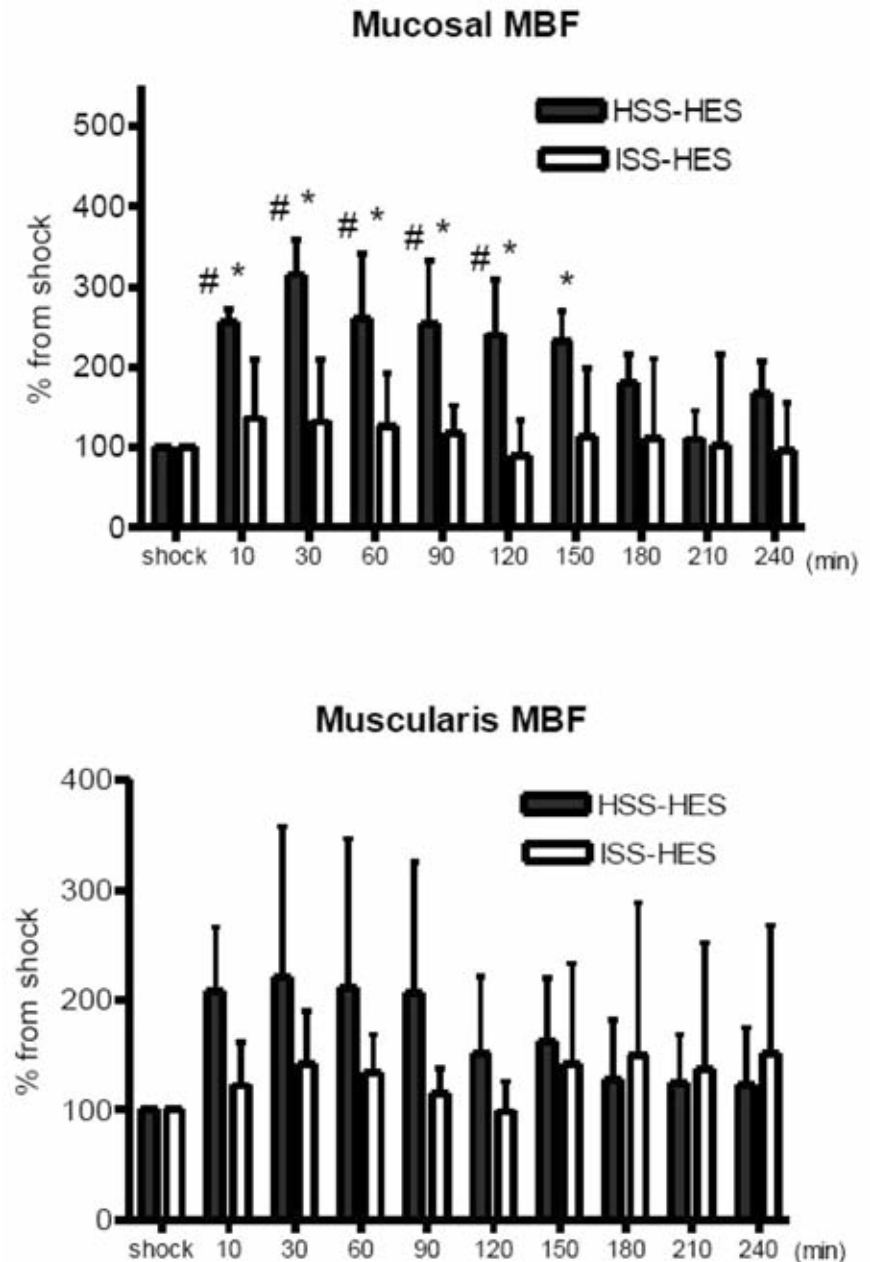 Mucosal MBF
HSS-HES
ISS-HES
% from shock
500
400
300
200
100
0
# *
# *
# *
# *
# *
*
shock 10 30 60 90 120 150 180 210 240 (min)
Muscularis MBF
HSS-HES
ISS-HES
% from shock
400
300
200
100
0
shock 10 30 60 90 120 150 180 210 240 (min)